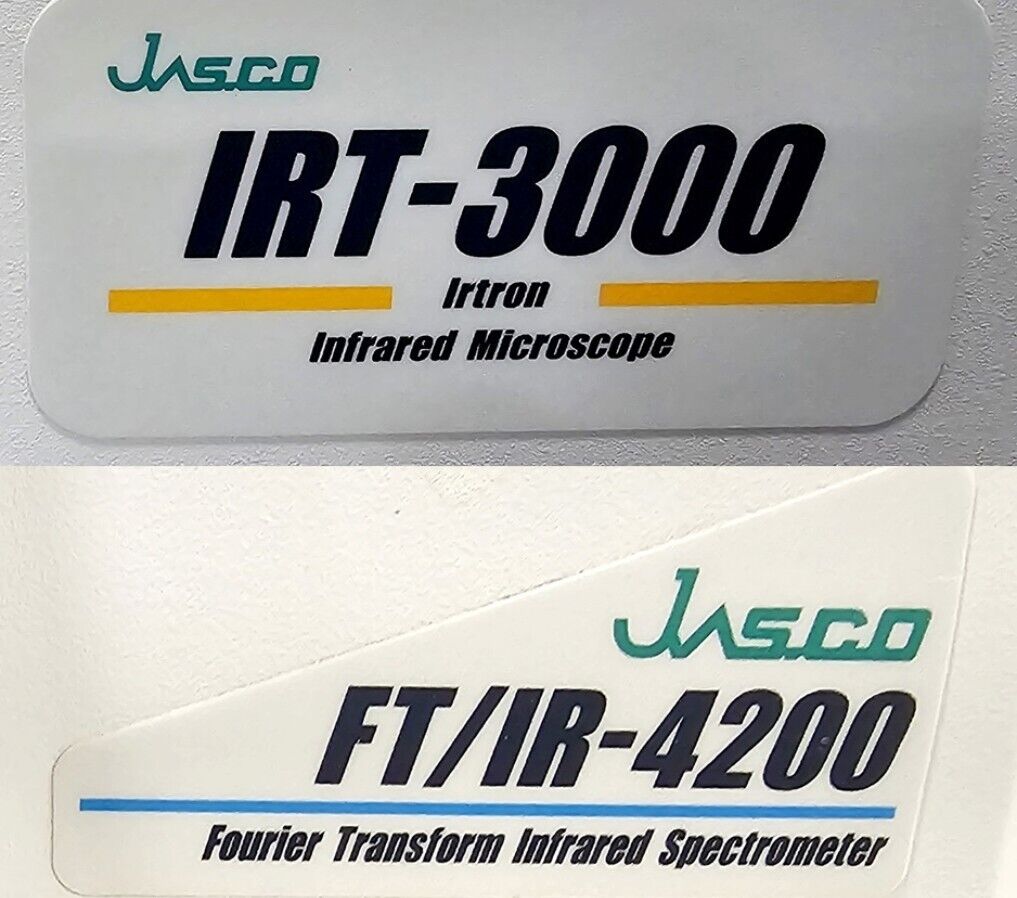 JASCO
IRT-3000
Irtron
Infrared Microscope
JASCO
FT/IR-4200
Fourier Transform Infrared Spectrometer